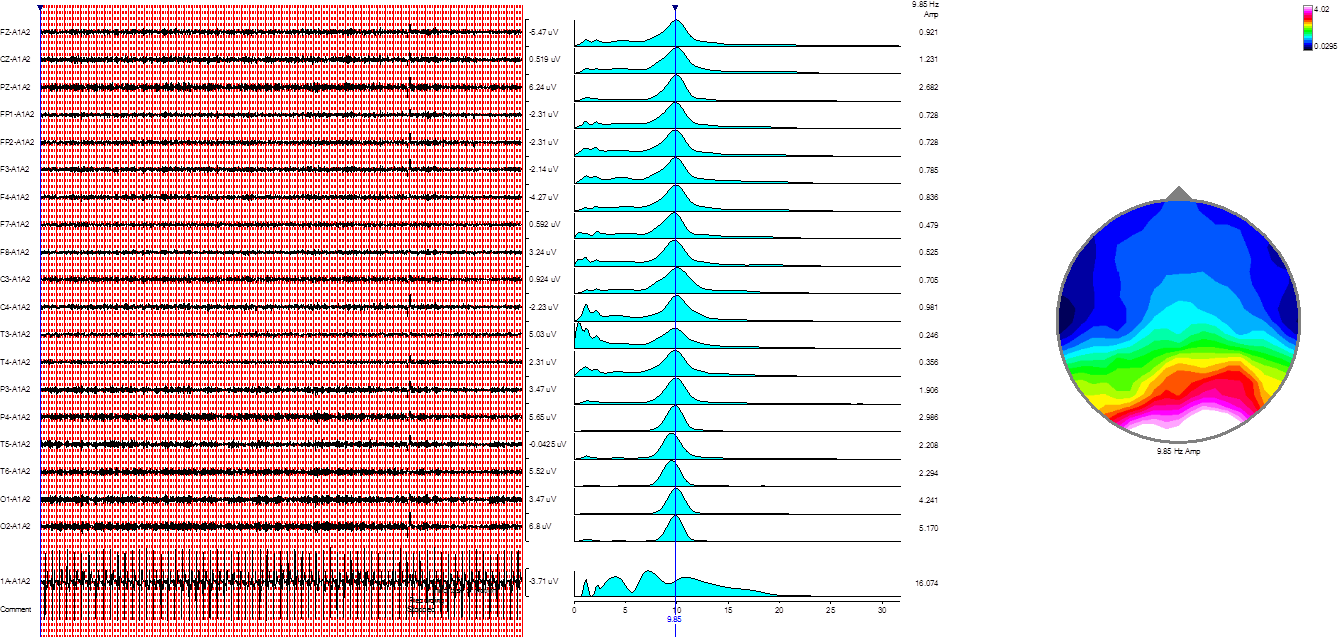 9.85 Hz
Amp
FZ-A1A2 -5.47 uV 0.921
CZ-A1A2 0.519 uV 1.231
PZ-A1A2 6.24 uV 2.682
FP1-A1A2 -2.31 uV 0.728
FP2-A1A2 -2.31 uV 0.728
F3-A1A2 -2.14 uV 0.785
F4-A1A2 -4.27 uV 0.836
F7-A1A2 0.592 uV 0.479
F8-A1A2 3.24 uV 0.525
C3-A1A2 0.924 uV 0.705
C4-A1A2 -2.23 uV 0.981
T3-A1A2 5.03 uV 0.246
T4-A1A2 2.31 uV 0.356
P3-A1A2 3.47 uV 1.906
P4-A1A2 5.65 uV 2.986
T5-A1A2 -0.0425 uV 2.208
T6-A1A2 5.52 uV 2.294
O1-A1A2 3.47 uV 4.241
O2-A1A2 6.8 uV 5.170
1A-A1A2 -3.71 uV 16.074
Comment
0 5 10 15 20 25 30
9.85
4.02
0.0295
9.85 Hz Amp